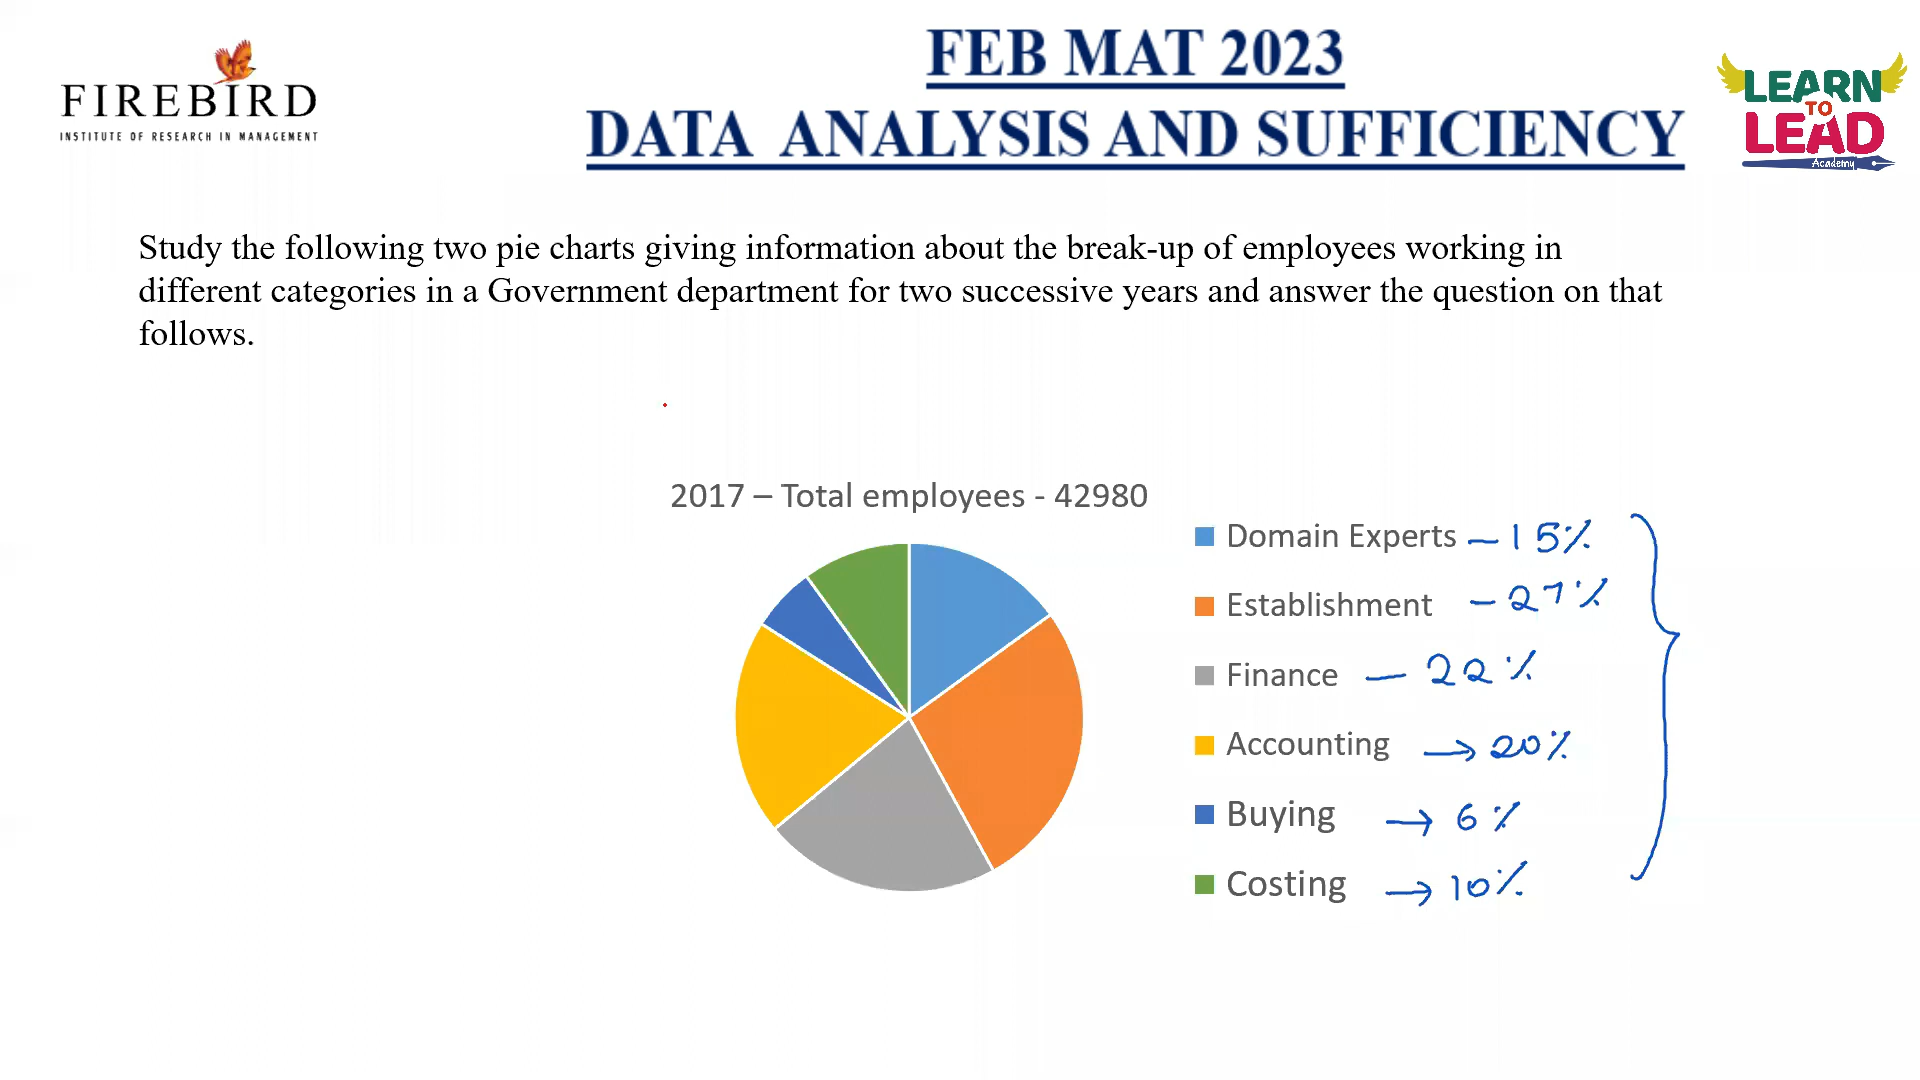 FIREBIRD
INSTITUTE OF RESEARCH IN MANAGEMENT
FEB MAT 2023
DATA ANALYSIS AND SUFFICIENCY
LEARN
TO
LEAD
Academy
Study the following two pie charts giving information about the break-up of employees working in
different categories in a Government department for two successive years and answer the question on that
follows.
2017 – Total employees - 42980
Domain Experts – 15%
Establishment – 27%
Finance – 22%
Accounting → 20%
Buying → 6%
Costing → 10%